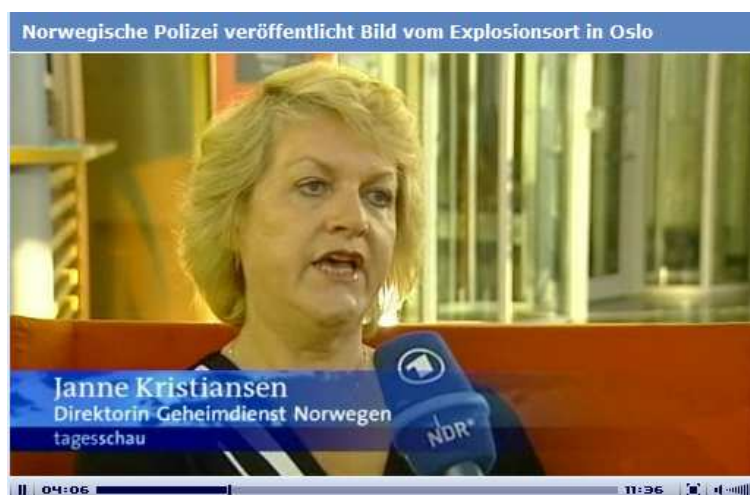 Norwegische Polizei veröffentlicht Bild vom Explosionsort in Oslo
Janne Kristiansen
Direktorin Geheimdienst Norwegen
tagesschau
1
NDR
04:06
11:36